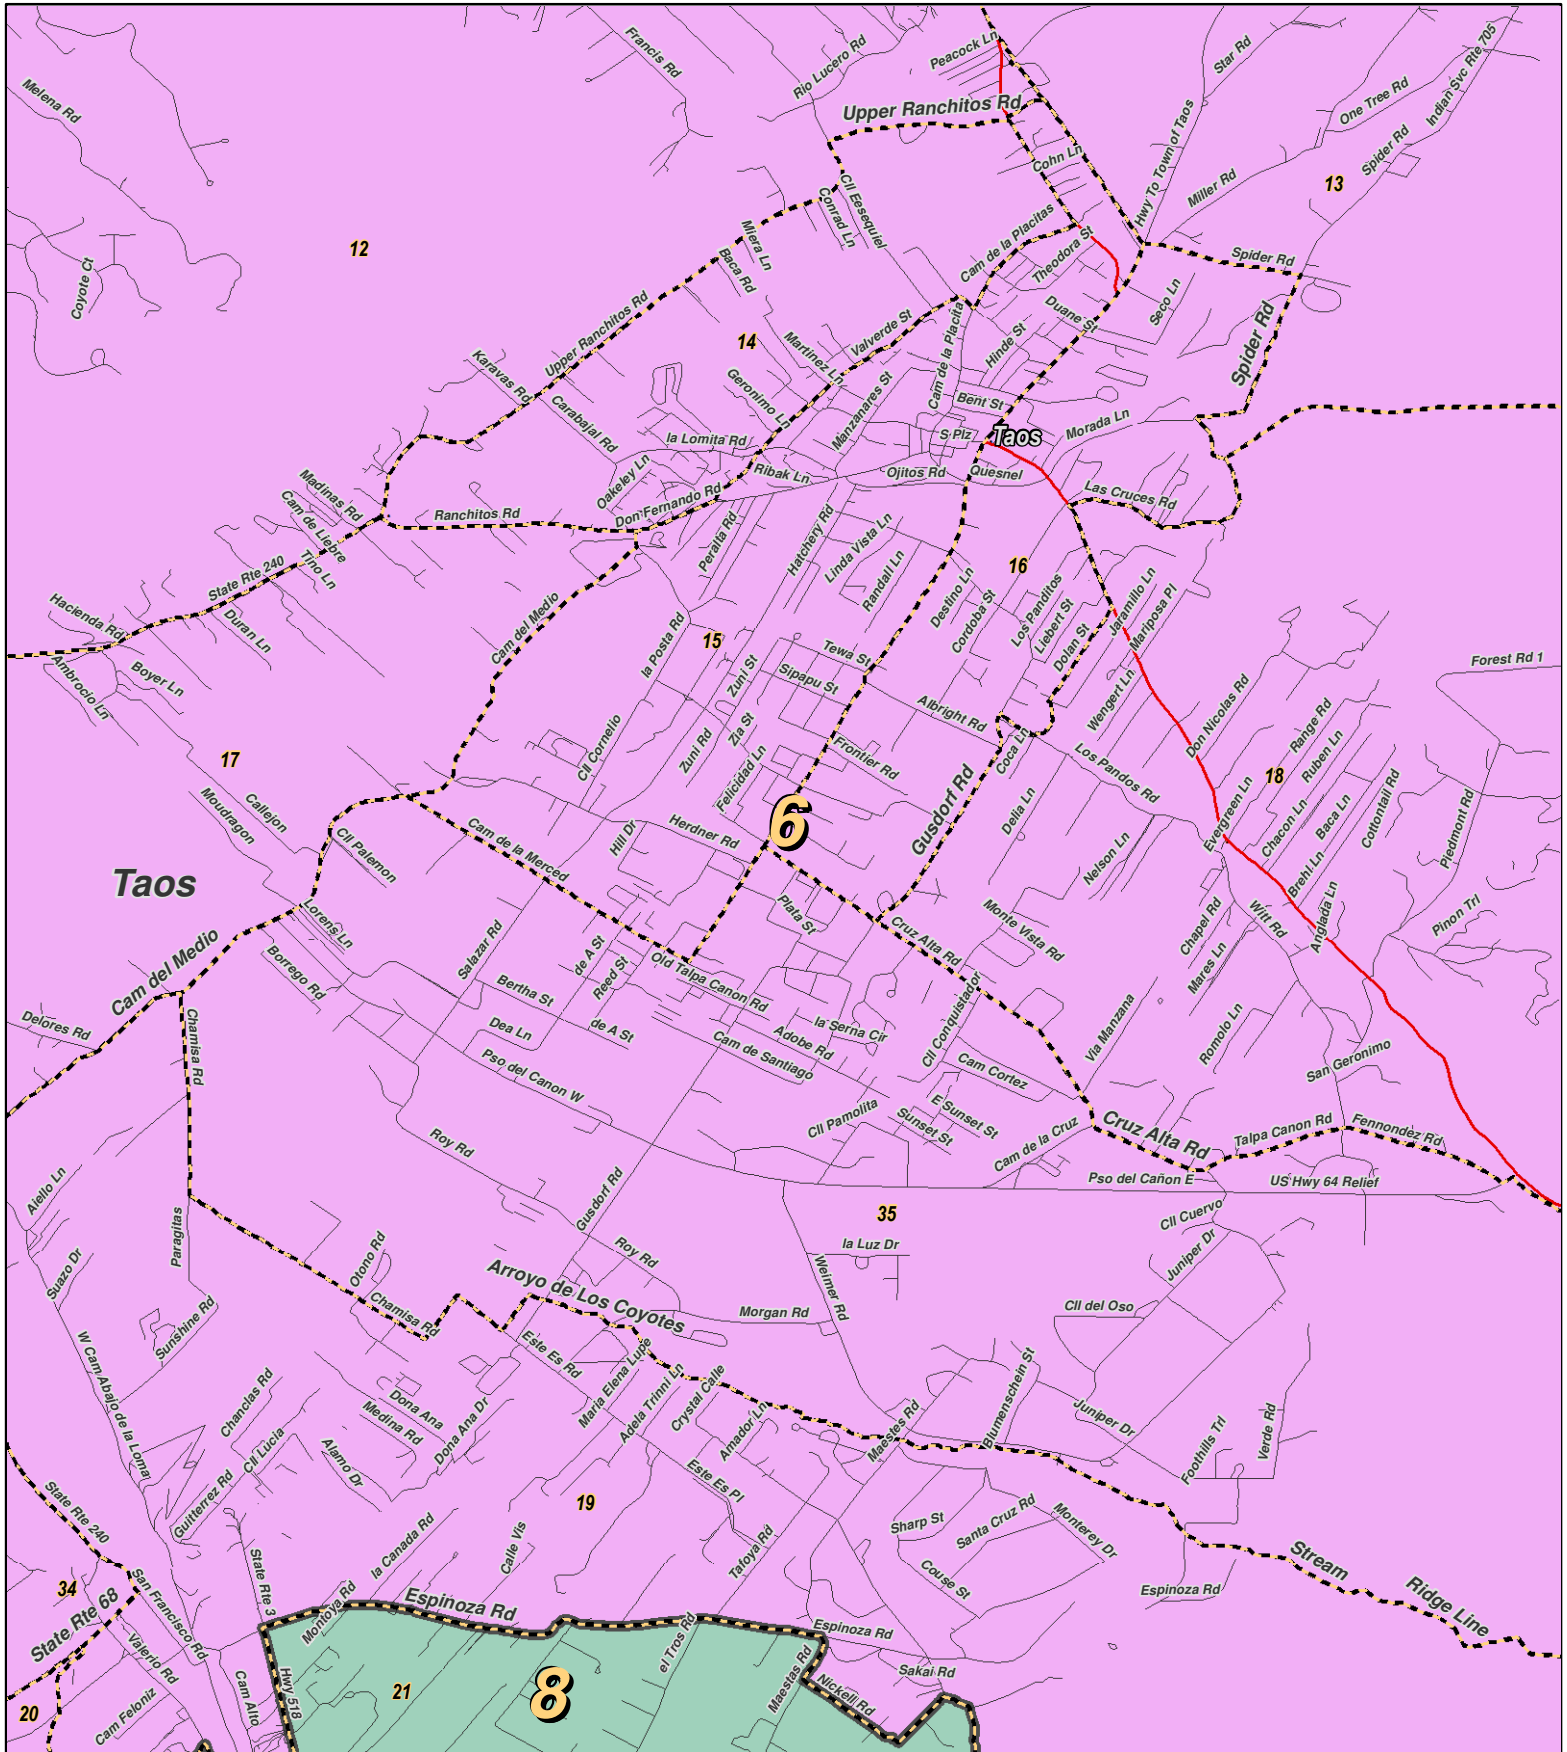 Francis Rd
Rio Lucero Rd
Peacock Ln
Star Rd
Indian Svc Rte 705
Melena Rd
Upper Ranchitos Rd
One Tree Rd
Hwy To Town of Taos
Spider Rd
Cohn Ln
Miller Rd
13
Cll Eesequiel
Conrad Ln
Cam de la Placitas
Miera Ln
12
Theodora St
Spider Rd
Baca Rd
Coyote Ct
Seco Ln
Upper Ranchitos Rd
Duane St
Valverde St
Cam de la Placita
Hinde St
Spider Rd
14
Martinez Ln
Karavas Rd
Geronimo Ln
Manzanares St
Bent St
Carabajal Rd
la Lomita Rd
S Plz
Taos
Morada Ln
Oakeley Ln
Ribak Ln
Ojitos Rd
Quesnel
Madinas Rd
Las Cruces Rd
Cam de Liebre
Ranchitos Rd
Don Fernando Rd
Peralta Rd
Hatchery Rd
Linda Vista Ln
Tino Ln
State Rte 240
Randall Ln
16
Destino Ln
Cordoba St
Los Panditos
Liebert St
Jaramillo Ln
Mariposa Pl
Hacienda Rd
Duran Ln
Cam del Medio
la Posta Rd
15
Dolan St
Tewa St
Ambrocio Ln
Boyer Ln
Zuni St
Sipapu St
Forest Rd 1
Wengert Ln
Albright Rd
Don Nicolas Rd
Zia St
Cll Cornelio
Zuni Rd
Range Rd
Coca Ln
Ruben Ln
17
Frontier Rd
Los Pandos Rd
18
Felicidad Ln
Gusdorf Rd
Delia Ln
Evergreen Ln
Chacon Ln
Baca Ln
Cottontail Rd
Moudragon
Callejon
6
Piedmont Rd
Cam de la Merced
Hill Dr
Herdner Rd
Cll Palemon
Nelson Ln
Brehl Ln
Taos
Plata St
Lorens Ln
Cruz Alta Rd
Monte Vista Rd
Chapel Rd
Witt Rd
Anglada Ln
Pinon Trl
Salazar Rd
Cam del Medio
Borrego Rd
de A St
Reed St
Old Talpa Canon Rd
Mares Ln
Bertha St
Delores Rd
Chamisa Rd
Dea Ln
de A St
Adobe Rd
la Serna Cir
Cll Conquistador
Via Manzana
Romolo Ln
Cam de Santiago
Pso del Canon W
Cam Cortez
San Geronimo
Cll Pamolita
Sunset St
E Sunset St
Roy Rd
Cam de la Cruz
Cruz Alta Rd
Talpa Canon Rd
Fennondez Rd
Aiello Ln
Gusdorf Rd
Pso del Cañon E
US Hwy 64 Relief
Paragitas
35
Cll Cuervo
Suazo Dr
Otono Rd
Roy Rd
la Luz Dr
Juniper Dr
Weimer Rd
Arroyo de Los Coyotes
Sunshine Rd
Chamisa Rd
Morgan Rd
Cll del Oso
W Cam Abajo de la Loma
Este Es Rd
Maria Elena Lupe
Adela Trinni Ln
Crystal Calle
Chanclas Rd
Dona Ana
Medina Rd
Dona Ana Dr
Amador Ln
Maestes Rd
Blumenschein St
Juniper Dr
Verde Rd
Foothills Trl
Cll Lucia
Alamo Dr
Guitterrez Rd
Este Es Pl
State Rte 240
19
Sharp St
Santa Cruz Rd
Monterey Dr
la Canada Rd
Calle Vis
Tafoya Rd
Stream
State Rte 3
34
Couse St
Espinoza Rd
Ridge Line
State Rte 68
San Francisco Rd
Montoya Rd
Espinoza Rd
Espinoza Rd
Valerio Rd
el Tros Rd
Maestas Rd
Sakai Rd
Nickell Rd
Hwy 518
Cam Alto
21
8
20
Cam Feloniz